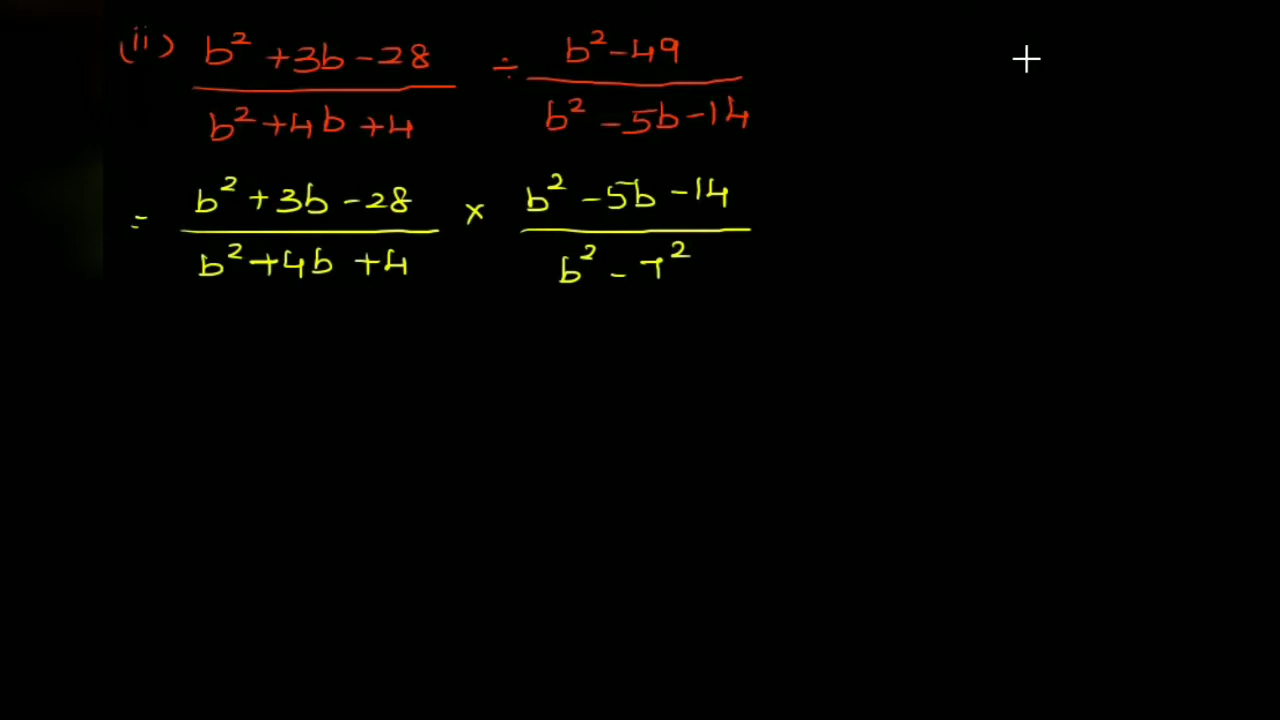 (ii) b² + 3b - 28 / b² + 4b + 4 ÷ b² - 49 / b² - 5b - 14
= b² + 3b - 28 / b² + 4b + 4 × b² - 5b - 14 / b² - 7²